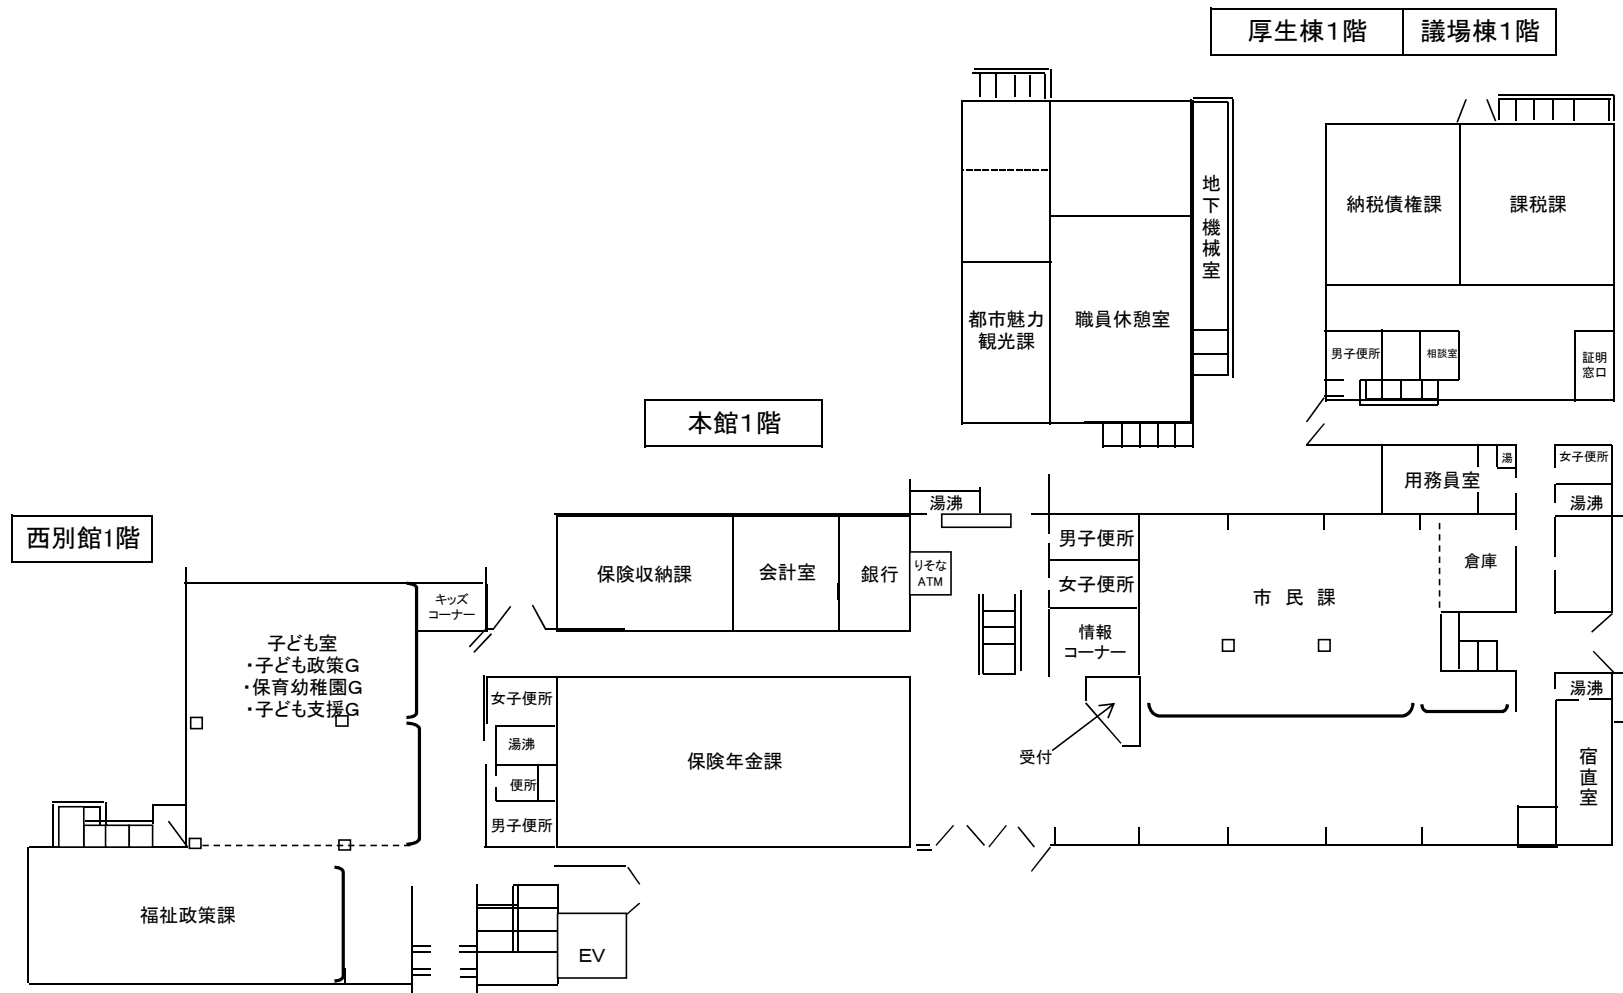 厚生棟1階
議場棟1階
地下機械室
納税債権課
課税課
都市魅力
観光課
職員休憩室
男子便所
相談室
証明
窓口
本館1階
用務員室
湯
女子便所
湯沸
湯沸
西別館1階
保険収納課
会計室
銀行
りそな
ATM
男子便所
女子便所
情報
コーナー
市民課
倉庫
キッズ
コーナー
子ども室
・子ども政策G
・保育幼稚園G
・子ども支援G
女子便所
湯沸
便所
男子便所
保険年金課
受付
湯沸
宿直室
福祉政策課
EV